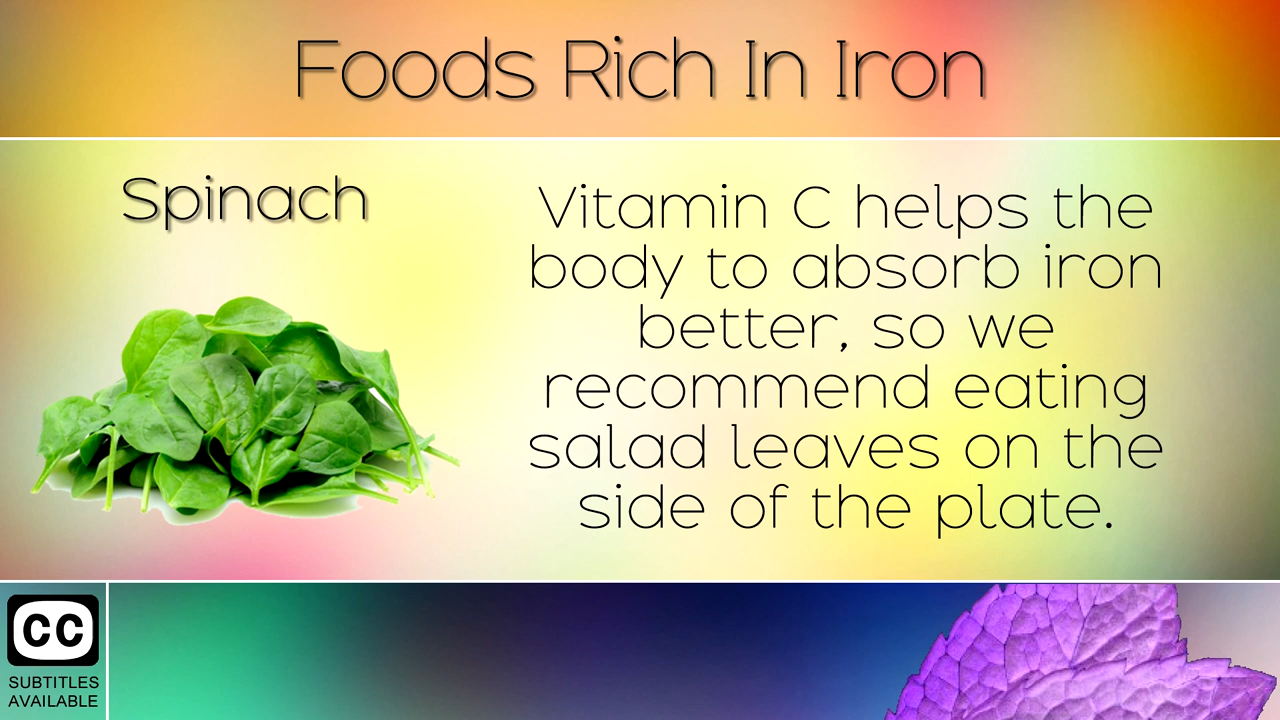 Foods Rich In Iron
Spinach
Vitamin C helps the
body to absorb iron
better, so we
recommend eating
salad leaves on the
side of the plate.
CC
SUBTITLES
AVAILABLE